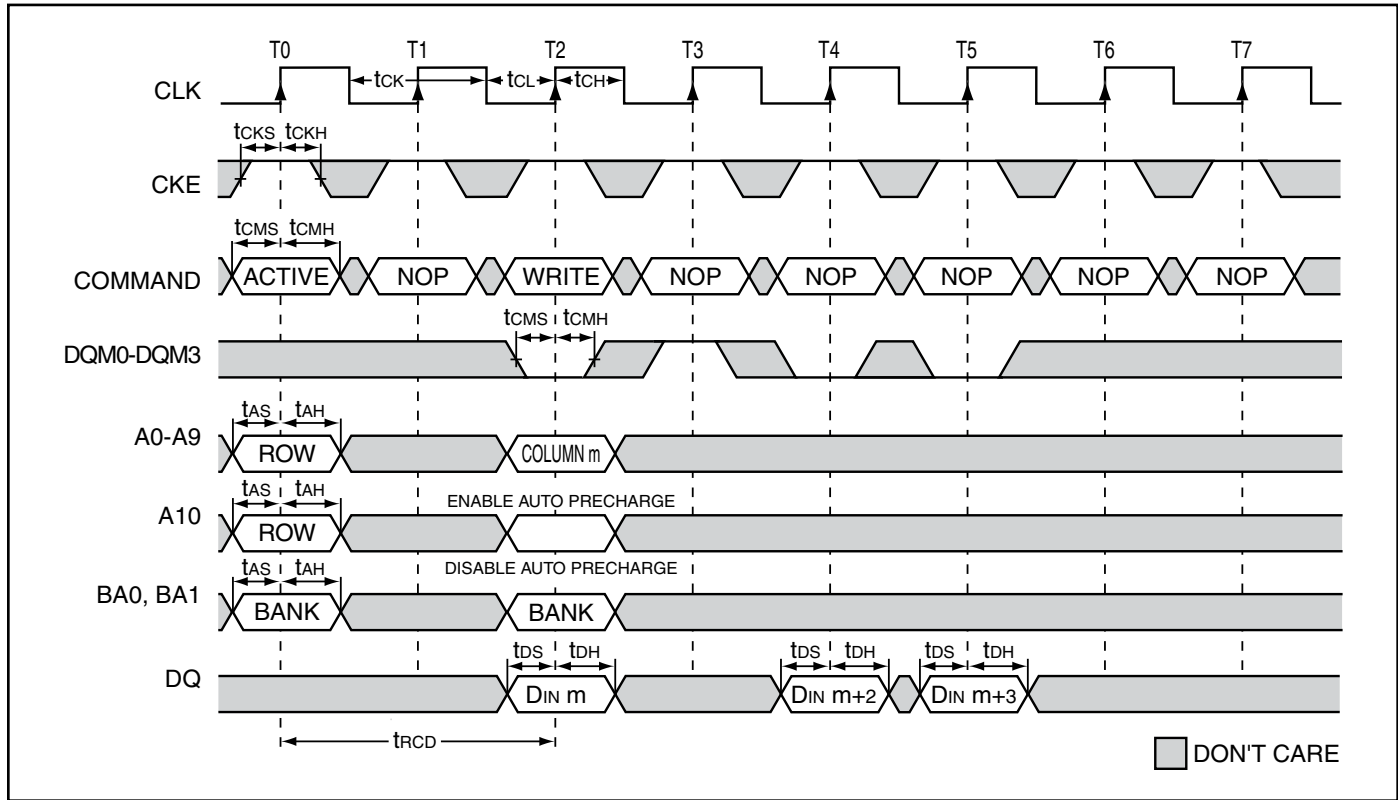 T0 T1 T2 T3 T4 T5 T6 T7
CLK tCK tCL tCH
tCKS tCKH
CKE
tCMS tCMH
COMMAND ACTIVE NOP WRITE NOP NOP NOP NOP NOP
tCMS tCMH
DQM0-DQM3
tAS tAH
A0-A9 ROW COLUMN m
tAS tAH ENABLE AUTO PRECHARGE
A10 ROW
tAS tAH DISABLE AUTO PRECHARGE
BA0, BA1 BANK BANK
tDS tDH tDS tDH tDS tDH
DQ DIN m DIN m+2 DIN m+3
tRCD
DON'T CARE